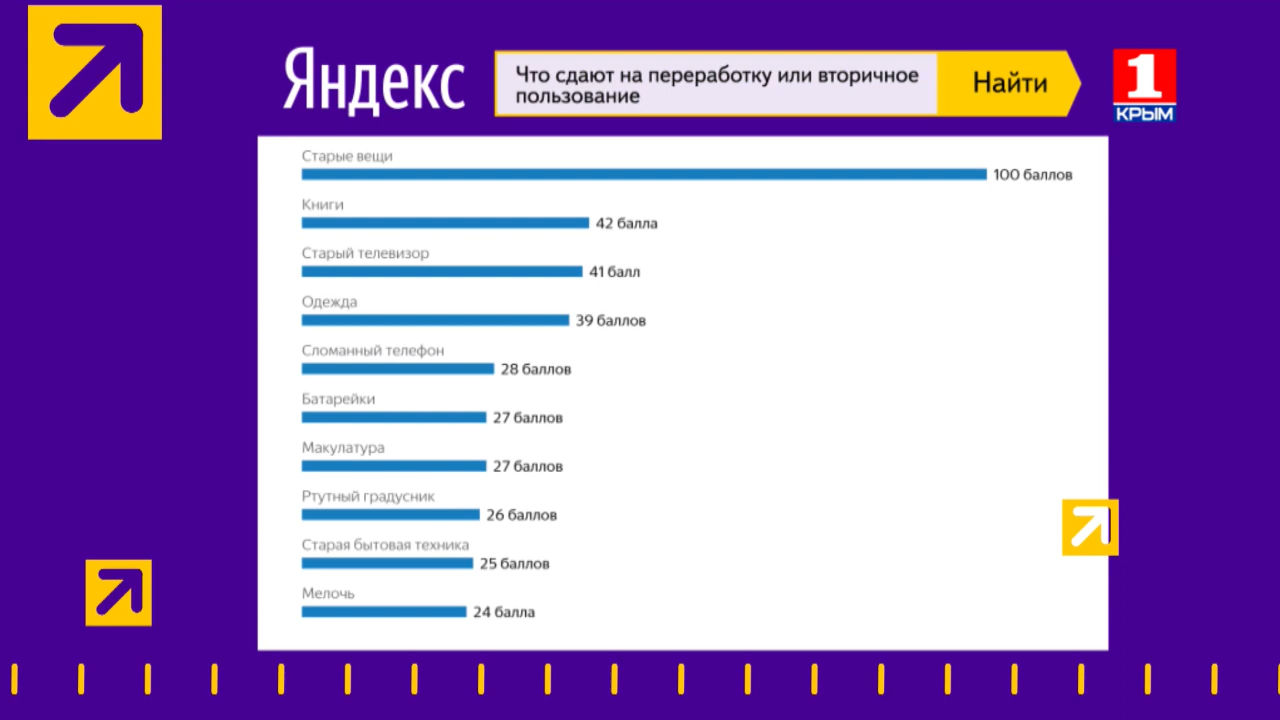 Яндекс
Что сдают на переработку или вторичное
пользование
Найти
1
КРЫМ
Старые вещи
100 баллов
Книги
42 балла
Старый телевизор
41 балл
Одежда
39 баллов
Сломанный телефон
28 баллов
Батарейки
27 баллов
Макулатура
27 баллов
Ртутный градусник
26 баллов
Старая бытовая техника
25 баллов
Мелочь
24 балла